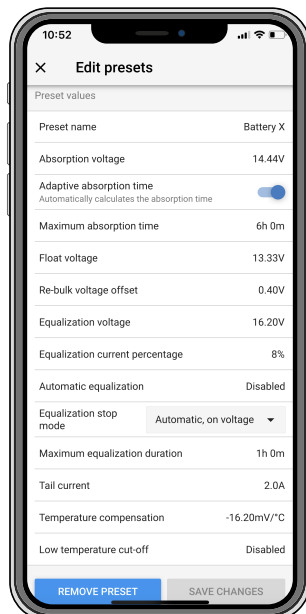 10:52
Edit presets
Preset values
Preset name Battery X
Absorption voltage 14.44V
Adaptive absorption time
Automatically calculates the absorption time
Maximum absorption time 6h 0m
Float voltage 13.33V
Re-bulk voltage offset 0.40V
Equalization voltage 16.20V
Equalization current percentage 8%
Automatic equalization Disabled
Equalization stop
mode Automatic, on voltage
Maximum equalization duration 1h 0m
Tail current 2.0A
Temperature compensation -16.20mV/°C
Low temperature cut-off Disabled
REMOVE PRESET SAVE CHANGES